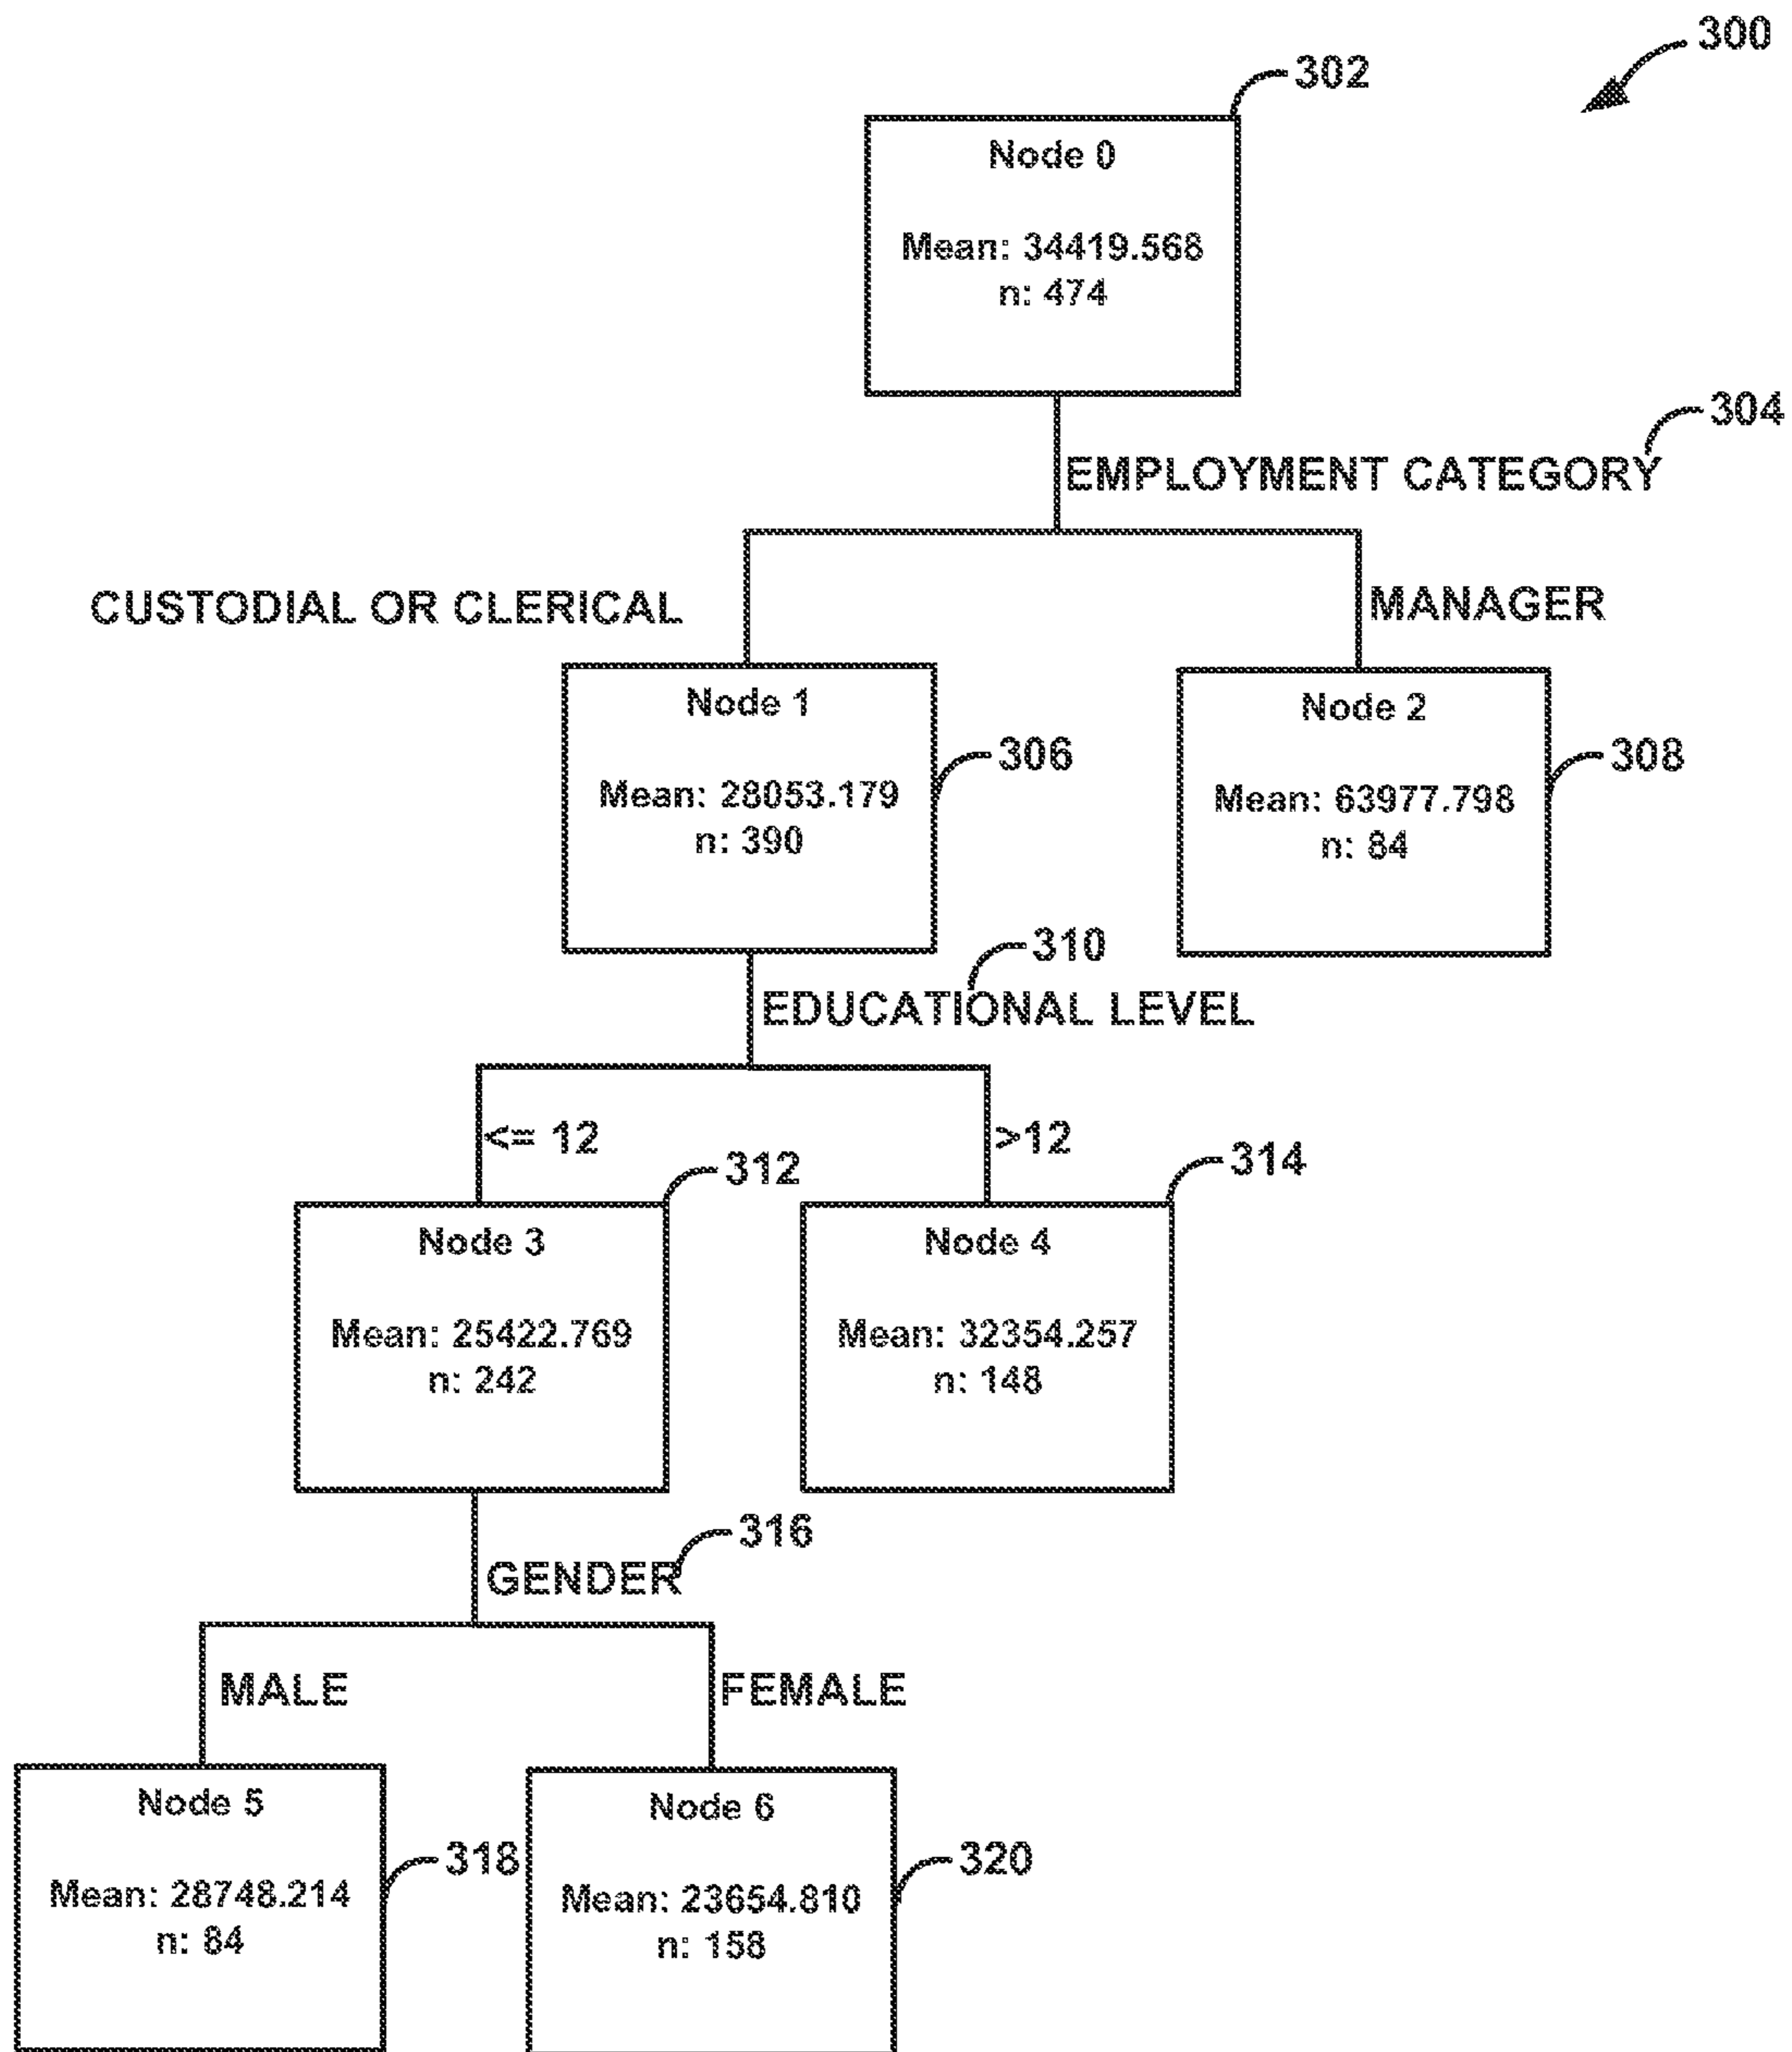 300
302
Node 0
Mean: 34419.568
n: 474
304
EMPLOYMENT CATEGORY
CUSTODIAL OR CLERICAL
MANAGER
Node 1
Mean: 28053.179
n: 390
306
Node 2
Mean: 63977.798
n: 84
308
310
EDUCATIONAL LEVEL
<= 12
>12
312
314
Node 3
Mean: 25422.769
n: 242
Node 4
Mean: 32354.257
n: 148
316
GENDER
MALE
FEMALE
Node 5
Mean: 28748.214
n: 84
318
Node 6
Mean: 23654.810
n: 158
320